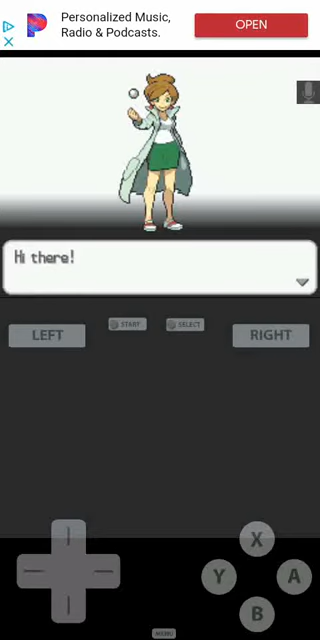 Personalized Music,
Radio & Podcasts.
OPEN
Hi there!
LEFT
START
SELECT
RIGHT
X
Y
A
B
MENU